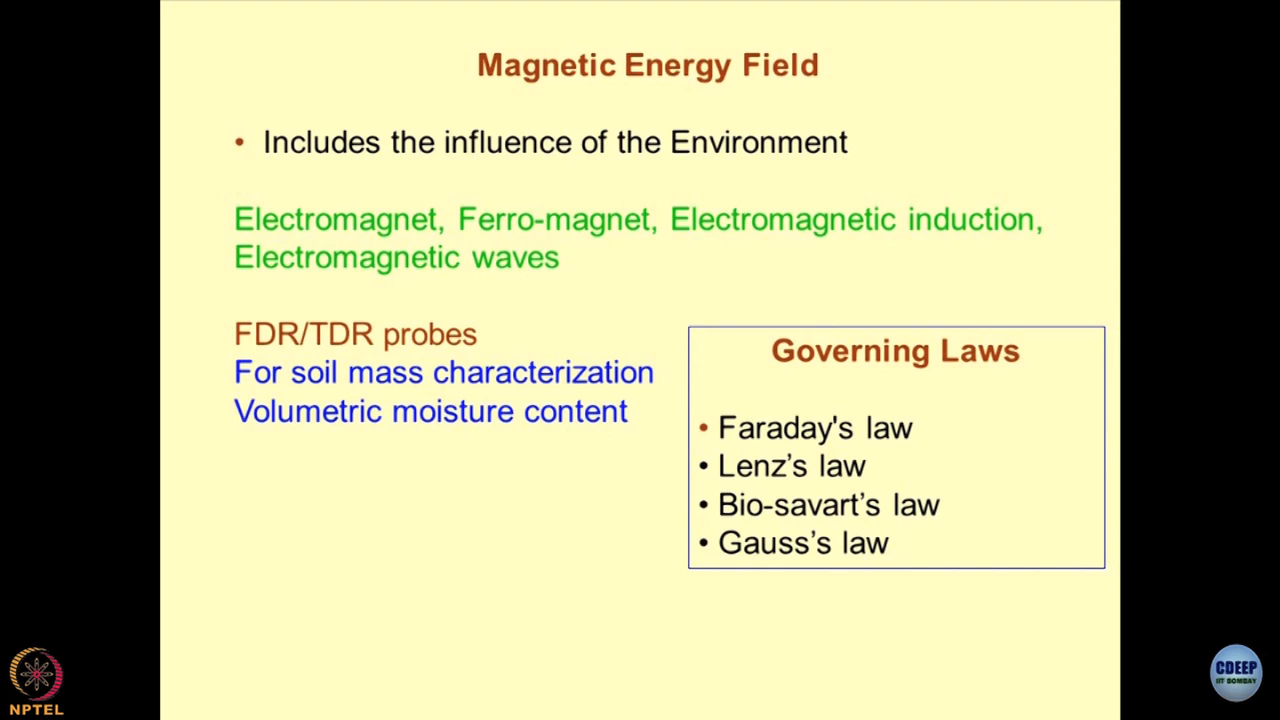 Magnetic Energy Field
• Includes the influence of the Environment
Electromagnet, Ferro-magnet, Electromagnetic induction,
Electromagnetic waves
FDR/TDR probes
For soil mass characterization
Volumetric moisture content
Governing Laws
• Faraday's law
• Lenz’s law
• Bio-savart’s law
• Gauss’s law
NPTEL
CDEEP
IIT BOMBAY